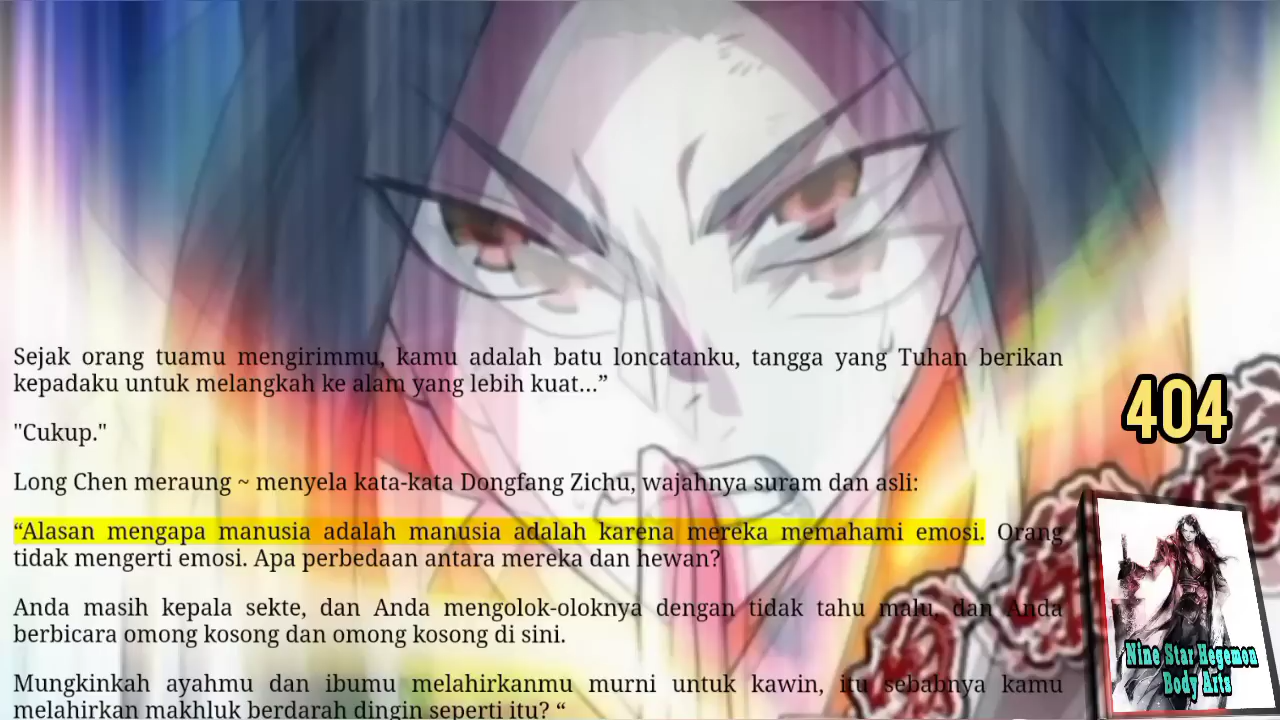 Sejak orang tuamu mengirimmu, kamu adalah batu loncatanku, tangga yang Tuhan berikan
kepadaku untuk melangkah ke alam yang lebih kuat...”
"Cukup."
Long Chen meraung ~ menyela kata-kata Dongfang Zichu, wajahnya suram dan asli:
“Alasan mengapa manusia adalah manusia adalah karena mereka memahami emosi. Orang
tidak mengerti emosi. Apa perbedaan antara mereka dan hewan?
Anda masih kepala sekte, dan Anda mengolok-oloknya dengan tidak tahu malu, dan Anda
berbicara omong kosong dan omong kosong di sini.
Mungkinkah ayahmu dan ibumu melahirkanmu murni untuk kawin, itu sebabnya kamu
melahirkan makhluk berdarah dingin seperti itu? “
404
Nine Star Hegemon
Body Arts